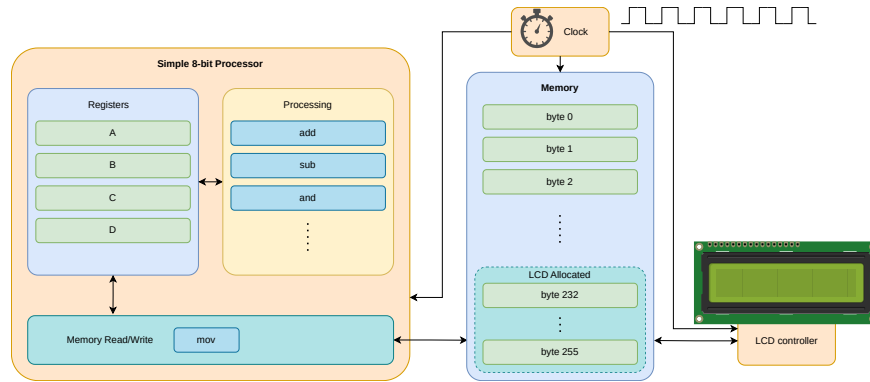 Clock
Simple 8-bit Processor
Registers
A
B
C
D
Processing
add
sub
and
Memory Read/Write
mov
Memory
byte 0
byte 1
byte 2
LCD Allocated
byte 232
byte 255
LCD controller